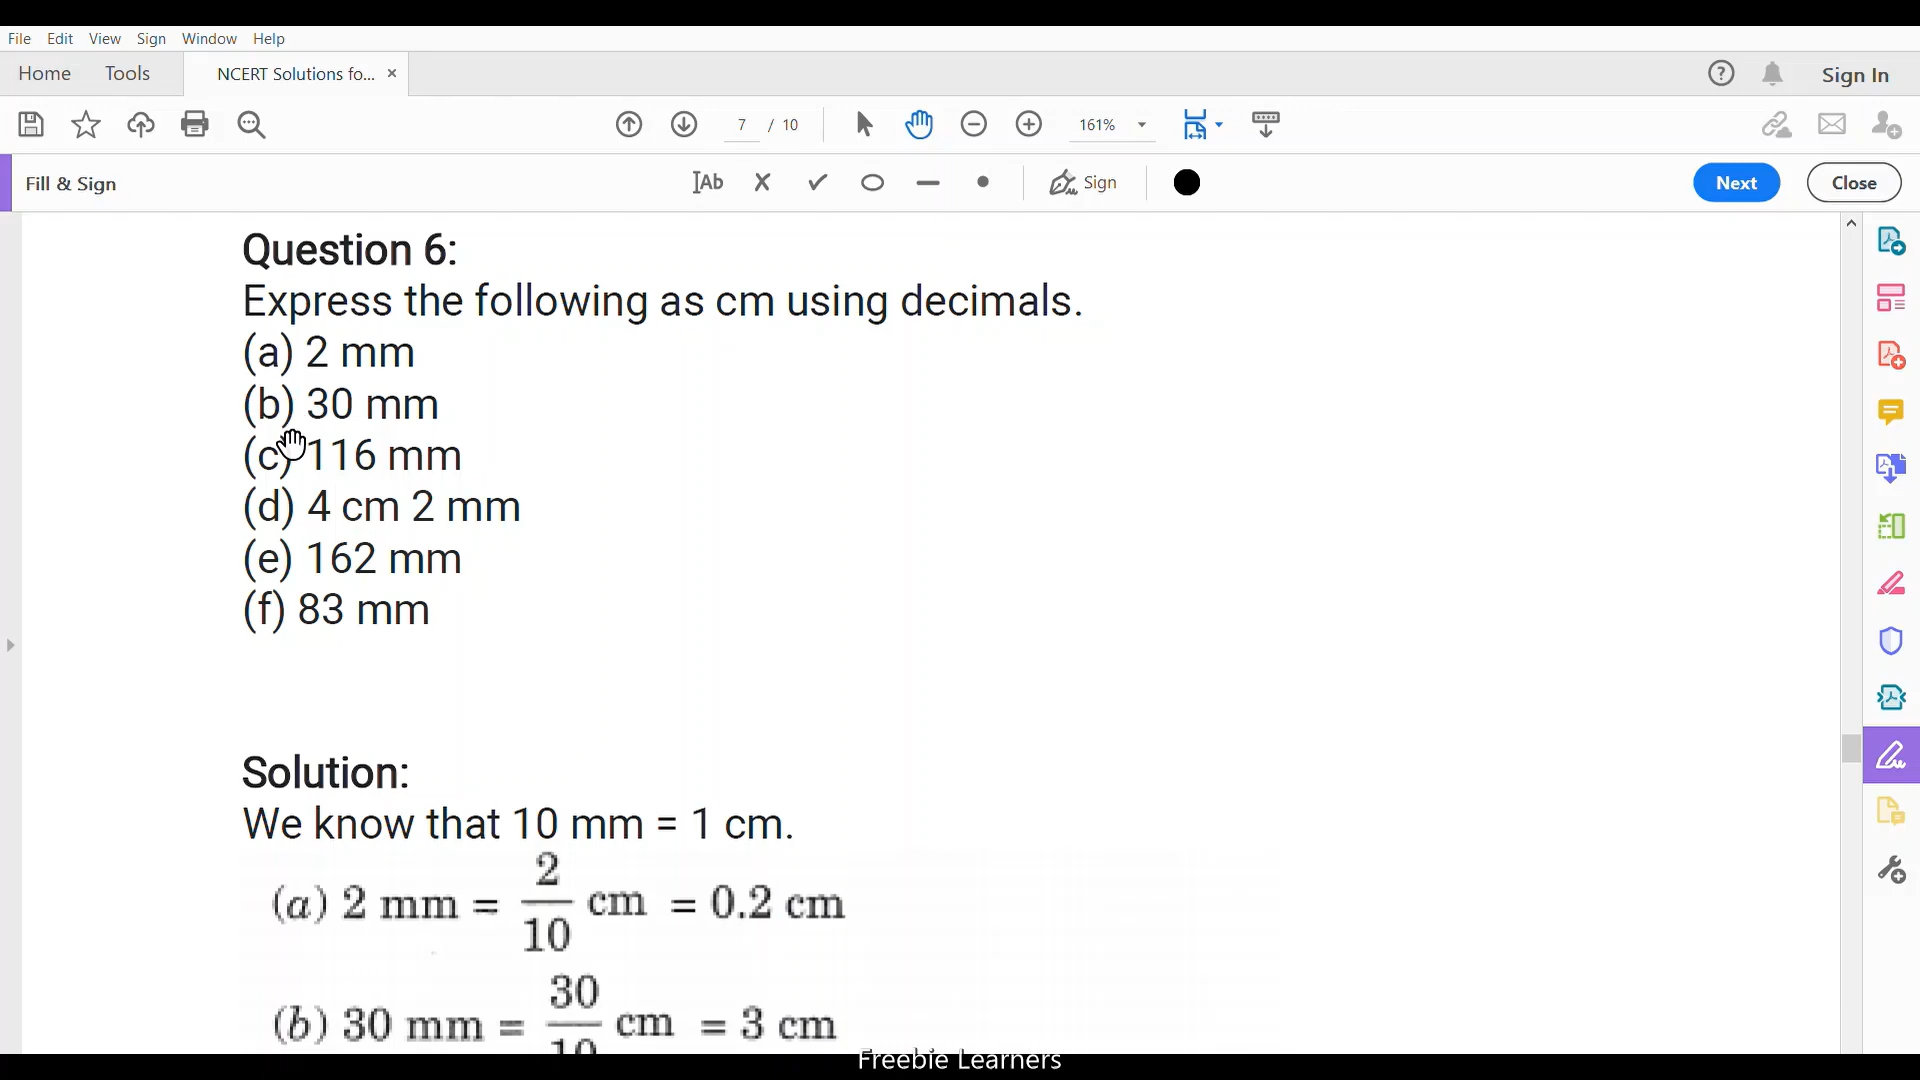 File Edit View Sign Window Help
Home Tools NCERT Solutions fo... × Sign In
7 / 10 161%
Fill & Sign Ab Sign Next Close
Question 6:
Express the following as cm using decimals.
(a) 2 mm
(b) 30 mm
(c) 116 mm
(d) 4 cm 2 mm
(e) 162 mm
(f) 83 mm
Solution:
We know that 10 mm = 1 cm.
(a) 2 mm = 2/10 cm = 0.2 cm
(b) 30 mm = 30/10 cm = 3 cm
Freebie Learners